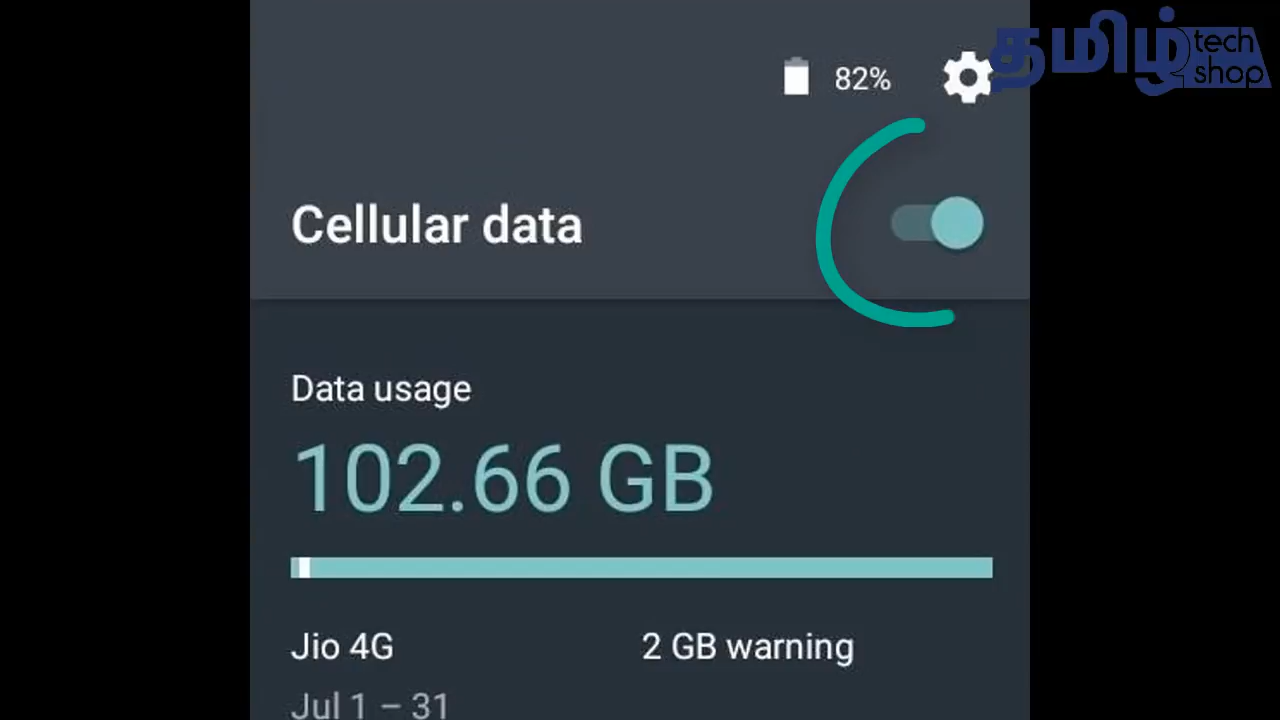 தமிழ் tech shop
82%
Cellular data
Data usage
102.66 GB
Jio 4G 2 GB warning
Jul 1 – 31